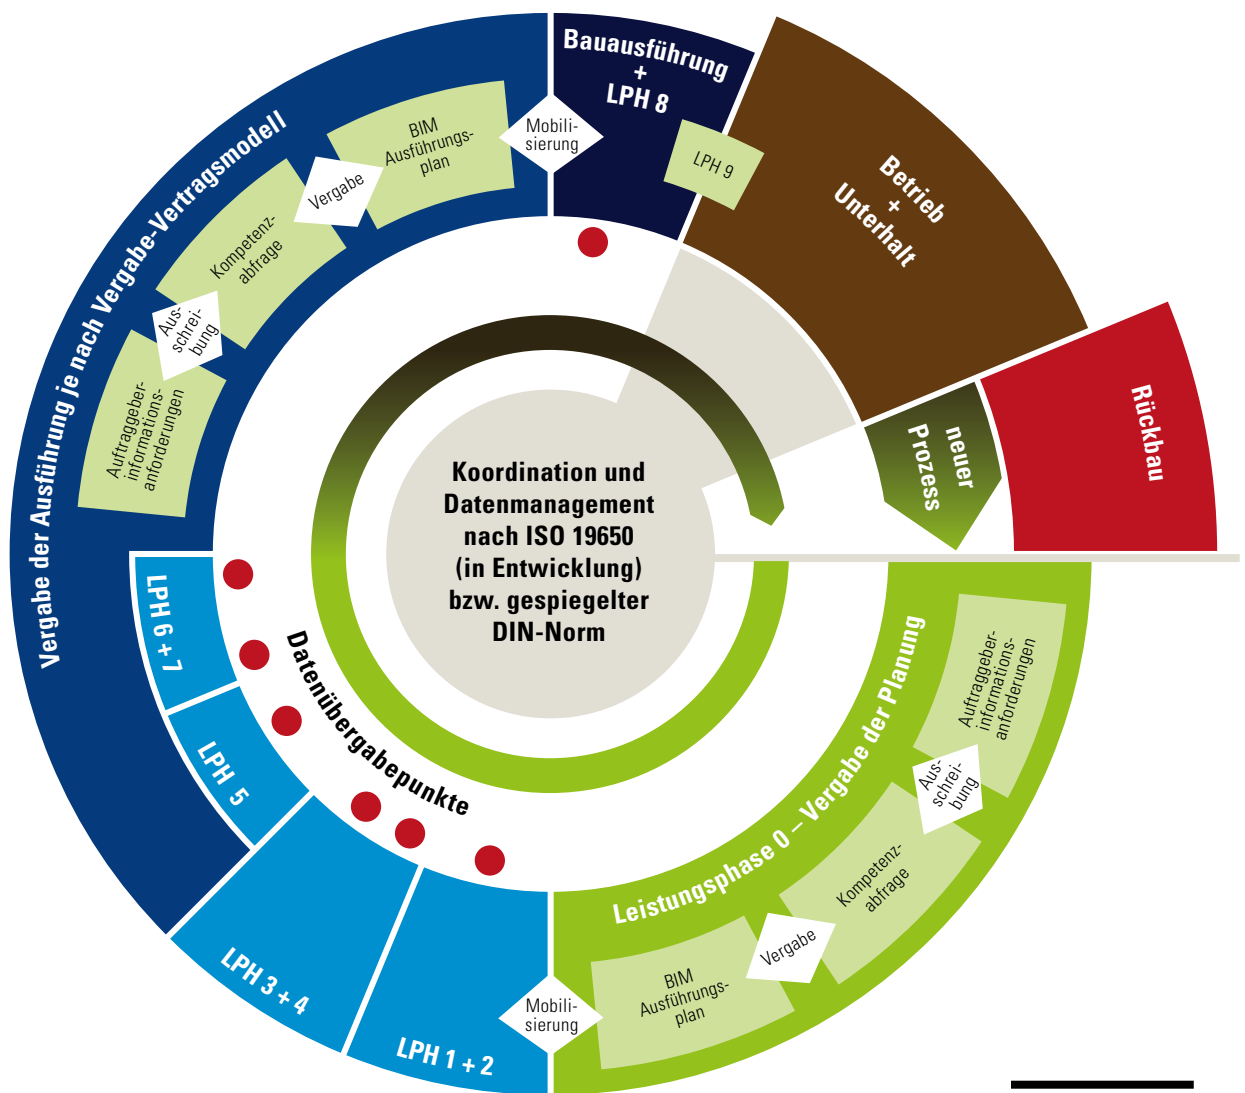 Bauausführung
+
LPH 8
LPH 9
Betrieb
+
Unterhalt
Rückbau
neuer
Prozess
Vergabe der Ausführung je nach Vergabe-Vertragsmodell
Auftraggeber-
informations-
anforderungen
Aus-
schrei-
bung
Kompetenz-
abfrage
Vergabe
BIM
Ausführungs-
plan
Mobili-
sierung
Koordination und
Datenmanagement
nach ISO 19650
(in Entwicklung)
bzw. gespiegelter
DIN-Norm
Datenübergabepunkte
LPH 6 + 7
LPH 5
LPH 3 + 4
LPH 1 + 2
Leistungsphase 0 – Vergabe der Planung
Auftraggeber-
informations-
anforderungen
Aus-
schrei-
bung
Kompetenz-
abfrage
Vergabe
BIM
Ausführungs-
plan
Mobili-
sierung